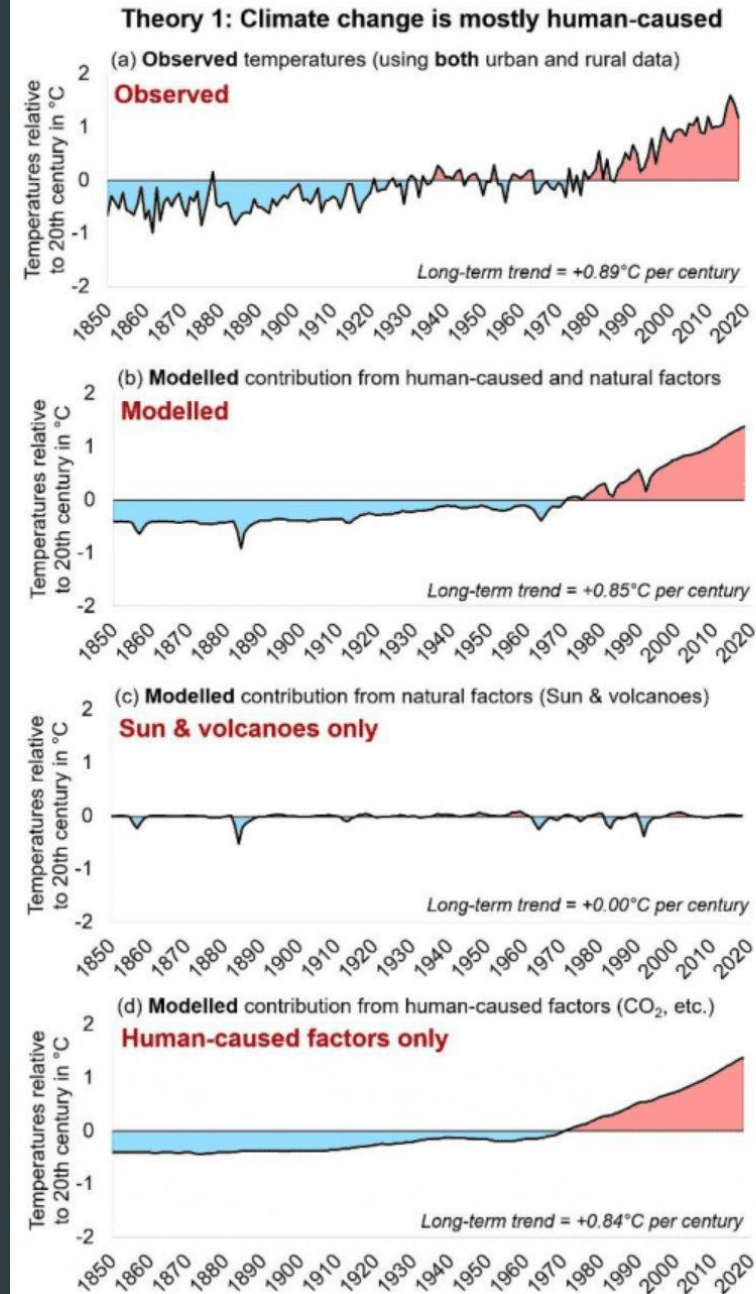 Theory 1: Climate change is mostly human-caused
(a) Observed temperatures (using both urban and rural data)
Observed
Temperatures relative
to 20th century in °C
2
1
0
-1
-2
Long-term trend = +0.89°C per century
1850 1860 1870 1880 1890 1900 1910 1920 1930 1940 1950 1960 1970 1980 1990 2000 2010 2020
(b) Modelled contribution from human-caused and natural factors
Modelled
Temperatures relative
to 20th century in °C
2
1
0
-1
-2
Long-term trend = +0.85°C per century
1850 1860 1870 1880 1890 1900 1910 1920 1930 1940 1950 1960 1970 1980 1990 2000 2010 2020
(c) Modelled contribution from natural factors (Sun & volcanoes)
Sun & volcanoes only
Temperatures relative
to 20th century in °C
2
1
0
-1
-2
Long-term trend = +0.00°C per century
1850 1860 1870 1880 1890 1900 1910 1920 1930 1940 1950 1960 1970 1980 1990 2000 2010 2020
(d) Modelled contribution from human-caused factors (CO₂, etc.)
Human-caused factors only
Temperatures relative
to 20th century in °C
2
1
0
-1
-2
Long-term trend = +0.84°C per century
1850 1860 1870 1880 1890 1900 1910 1920 1930 1940 1950 1960 1970 1980 1990 2000 2010 2020